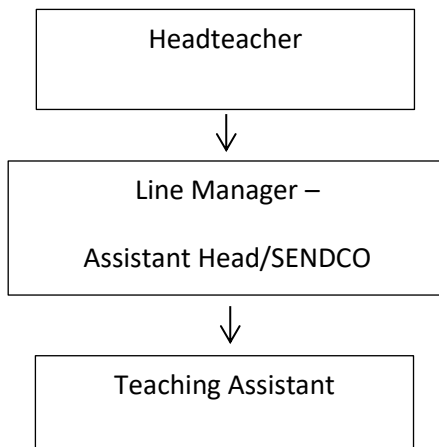 Headteacher
Line Manager –
Assistant Head/SENDCO
Teaching Assistant